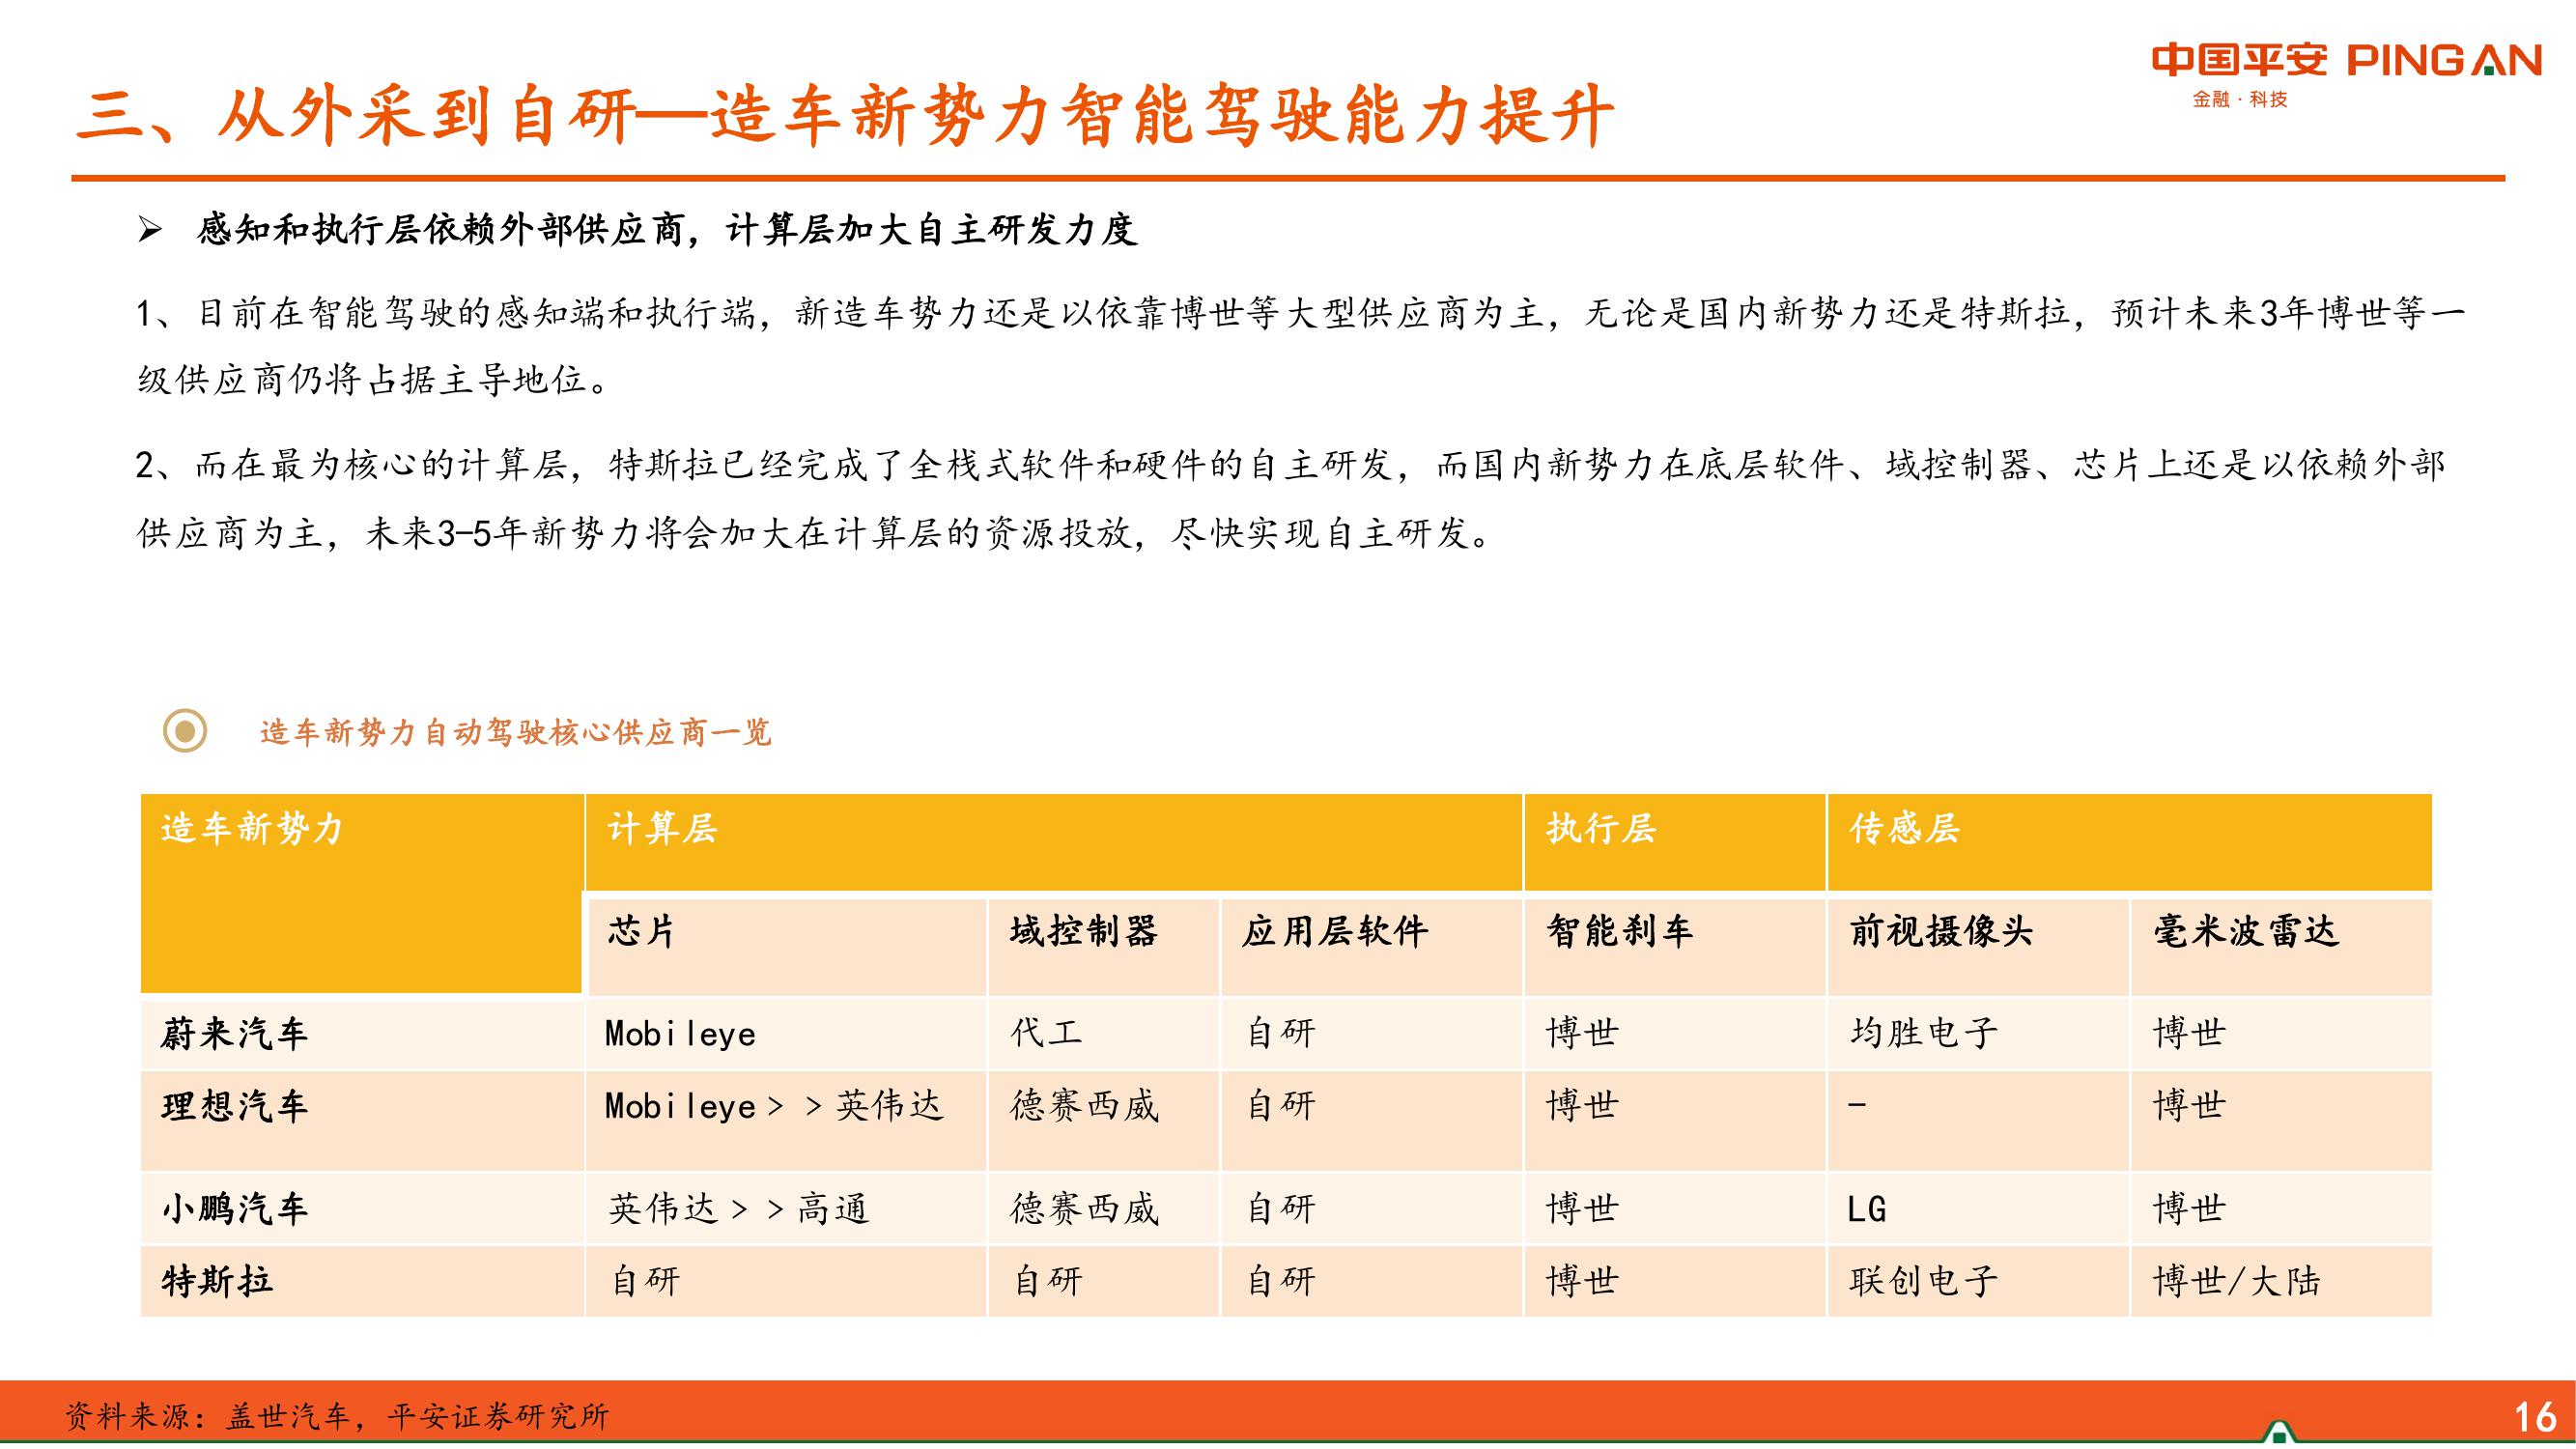 中国平安 PINGAN
金融·科技
三、从外采到自研—造车新势力智能驾驶能力提升
➢ 感知和执行层依赖外部供应商，计算层加大自主研发力度
1、目前在智能驾驶的感知端和执行端，新造车势力还是以依靠博世等大型供应商为主，无论是国内新势力还是特斯拉，预计未来3年博世等一
级供应商仍将占据主导地位。
2、而在最为核心的计算层，特斯拉已经完成了全栈式软件和硬件的自主研发，而国内新势力在底层软件、域控制器、芯片上还是以依赖外部
供应商为主，未来3-5年新势力将会加大在计算层的资源投放，尽快实现自主研发。
造车新势力自动驾驶核心供应商一览
造车新势力 计算层 执行层 传感层
芯片 域控制器 应用层软件 智能刹车 前视摄像头 毫米波雷达
蔚来汽车 Mobileye 代工 自研 博世 均胜电子 博世
理想汽车 Mobileye＞＞英伟达 德赛西威 自研 博世 - 博世
小鹏汽车 英伟达＞＞高通 德赛西威 自研 博世 LG 博世
特斯拉 自研 自研 自研 博世 联创电子 博世/大陆
资料来源：盖世汽车，平安证券研究所
16